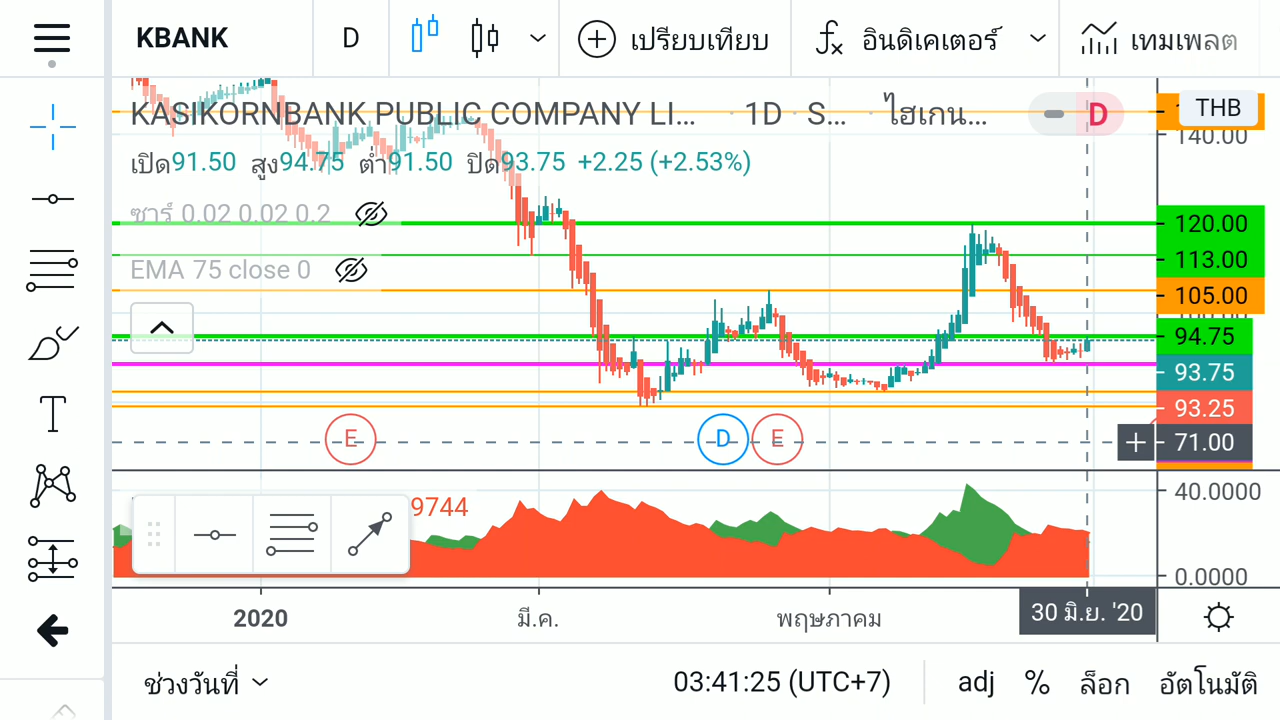 KBANK D เปรียบเทียบ fx อินดิเคเตอร์ เทมเพลต
KASIKORNBANK PUBLIC COMPANY LI... · 1D · S... · ไฮเกน... D THB
140.00
เปิด91.50 สูง94.75 ต่ำ91.50 ปิด93.75 +2.25 (+2.53%)
ซาร์ 0.02 0.02 0.2
120.00
EMA 75 close 0
113.00
105.00
94.75
93.75
93.25
E D E 71.00
9744
40.0000
0.0000
2020 มี.ค. พฤษภาคม 30 มิ.ย. '20
ช่วงวันที่ 03:41:25 (UTC+7) adj % ล็อก อัตโนมัติ